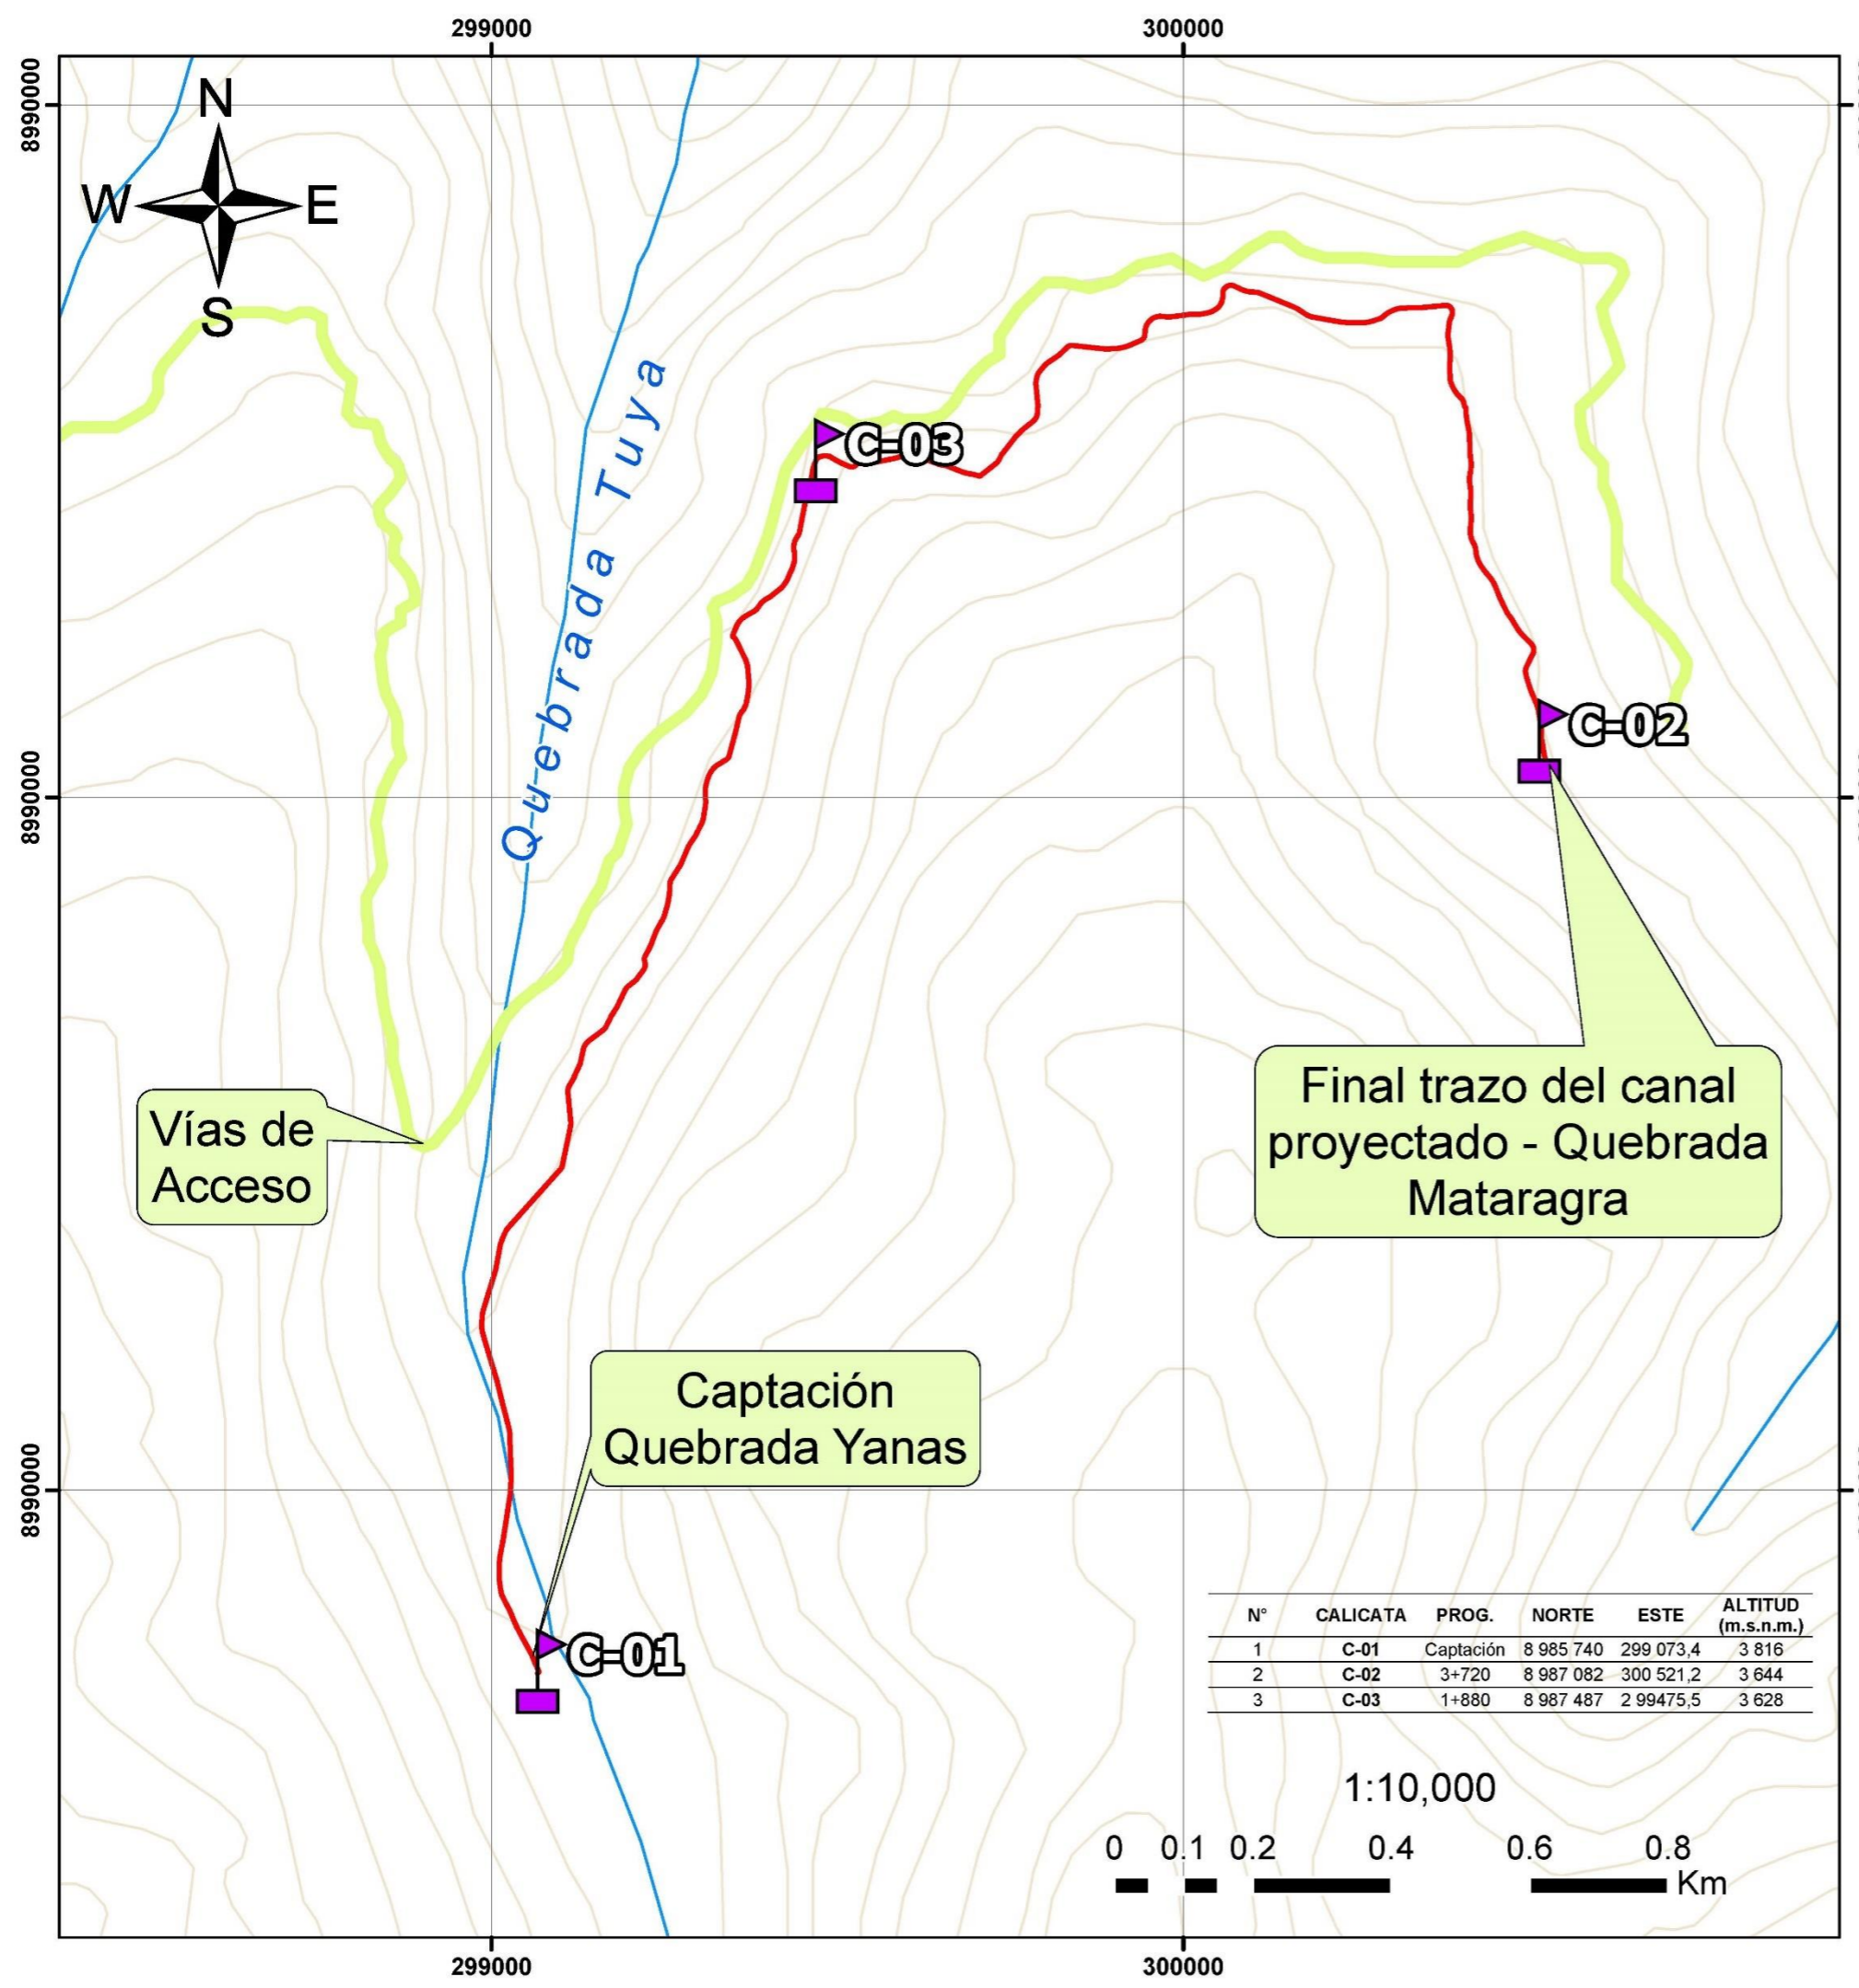 299000 300000
8990000
N
W E
S
Quebrada Tuya
C-03
C-02
8990000
Vías de
Acceso
Final trazo del canal
proyectado - Quebrada
Mataragra
Captación
Quebrada Yanas
8990000
C-01
N° CALICATA PROG. NORTE ESTE ALTITUD (m.s.n.m.)
1 C-01 Captación 8 985 740 299 073,4 3 816
2 C-02 3+720 8 987 082 300 521,2 3 644
3 C-03 1+880 8 987 487 2 99475,5 3 628
1:10,000
0 0.1 0.2 0.4 0.6 0.8
Km
299000 300000